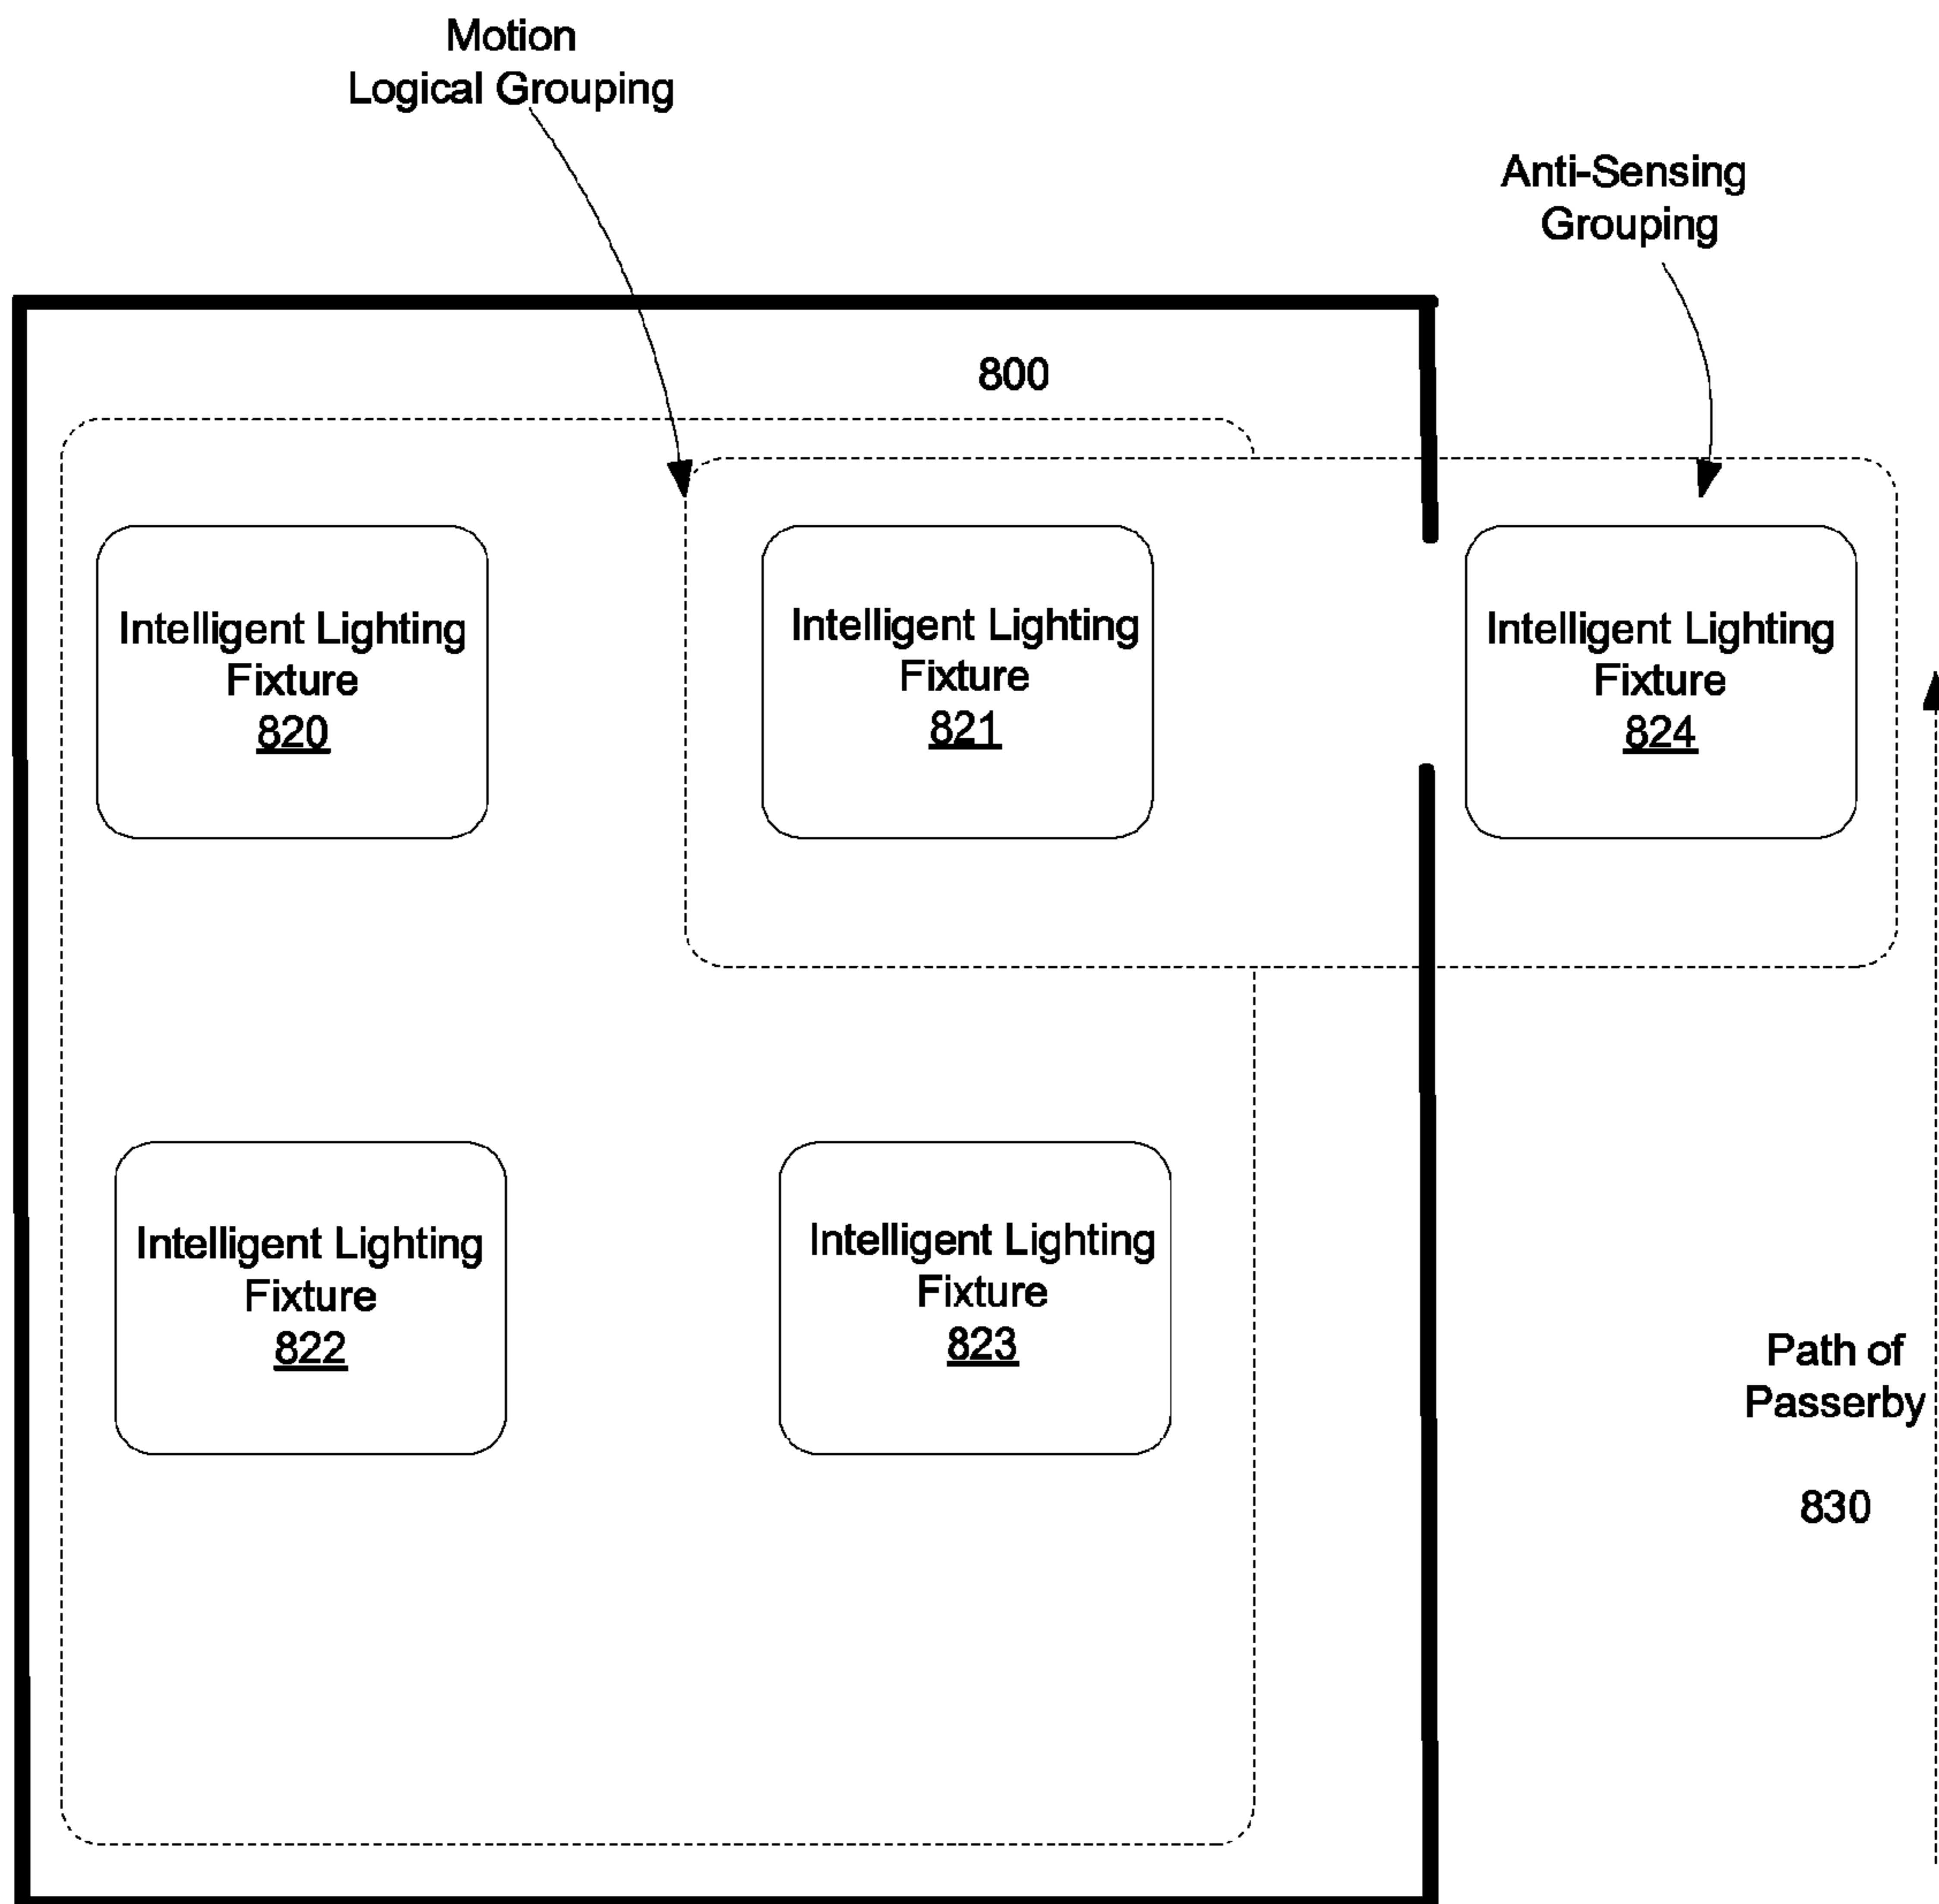 Motion
Logical Grouping
Anti-Sensing
Grouping
800
Intelligent Lighting
Fixture
820
Intelligent Lighting
Fixture
821
Intelligent Lighting
Fixture
824
Intelligent Lighting
Fixture
822
Intelligent Lighting
Fixture
823
Path of
Passerby
830